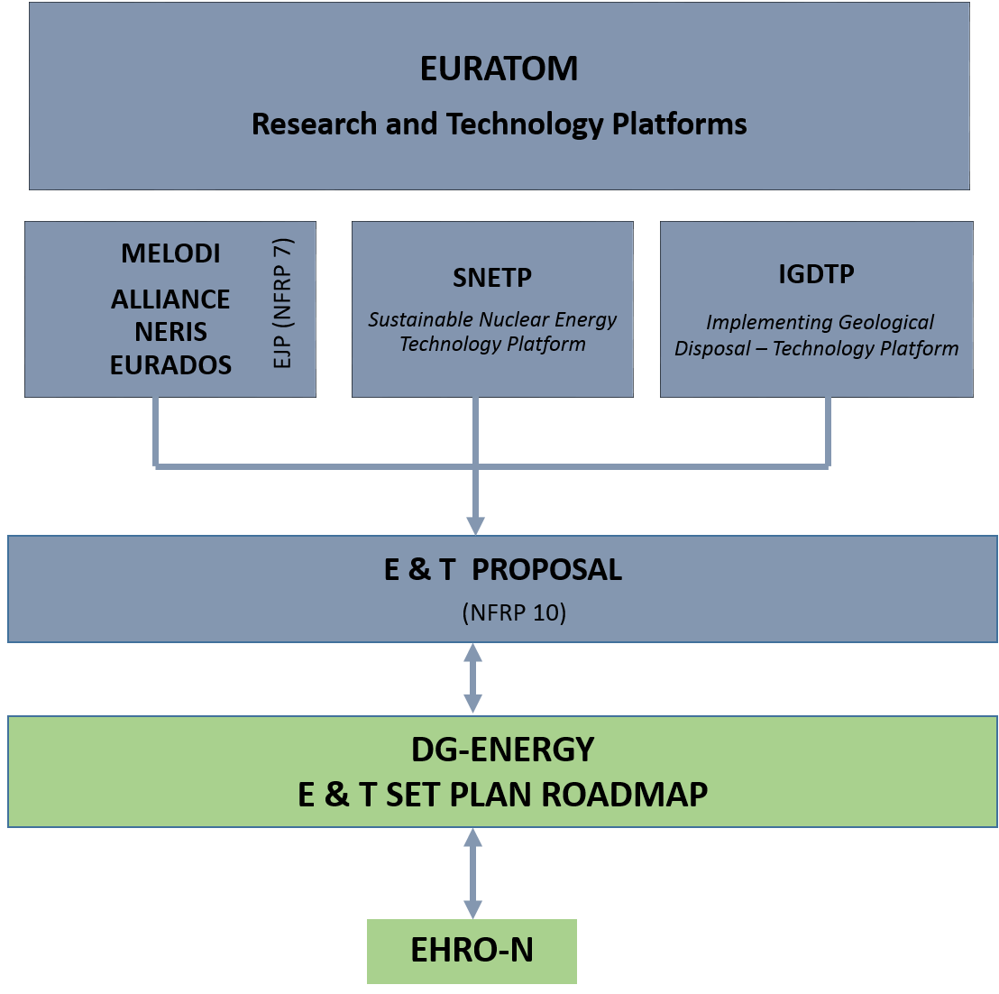 EURATOM
Research and Technology Platforms
MELODI
ALLIANCE
NERIS
EURADOS
EJP (NFRP 7)
SNETP
Sustainable Nuclear Energy
Technology Platform
IGDTP
Implementing Geological
Disposal – Technology Platform
E & T  PROPOSAL
(NFRP 10)
DG-ENERGY
E & T SET PLAN ROADMAP
EHRO-N